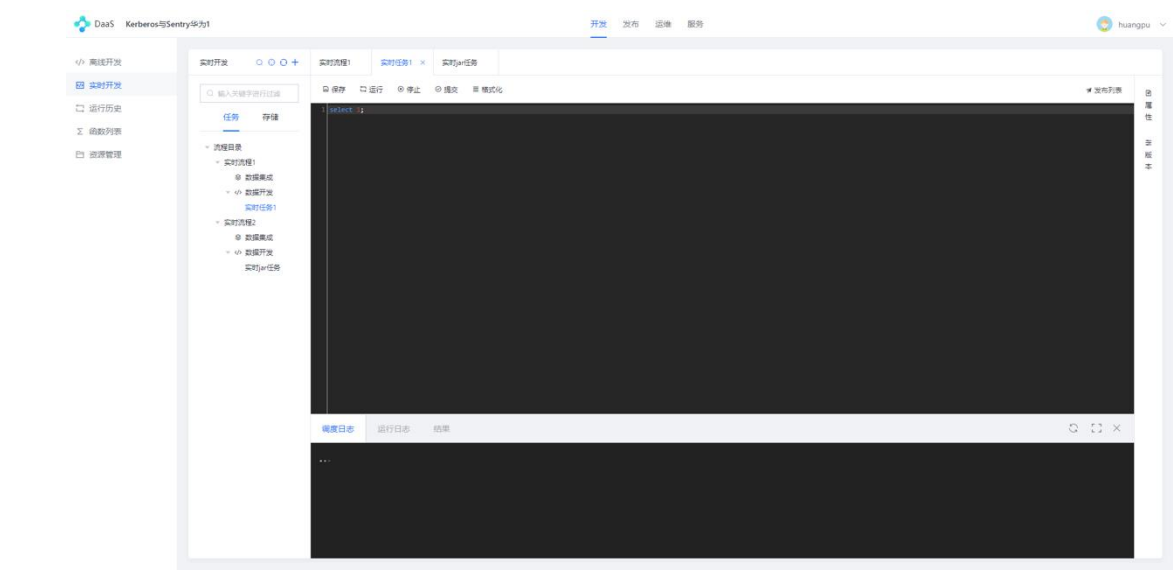 DaaS Kerberos与Sentry华为1 开发 发布 运维 服务 huangpu
离线开发
实时开发
运行历史
函数列表
资源管理
实时开发
实时流程1 实时任务1 实时jar任务
输入关键字进行过滤
任务 存储
流程目录
实时流程1
数据集成
数据开发
实时任务1
实时流程2
数据集成
数据开发
实时jar任务
保存 运行 停止 提交 格式化 发布列表
1 select 1;
属性
版本
调度日志 运行日志 结果
...